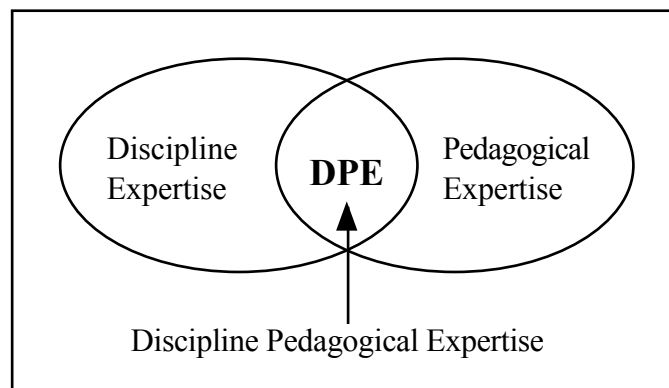 Discipline
Expertise
DPE
Pedagogical
Expertise
Discipline Pedagogical Expertise